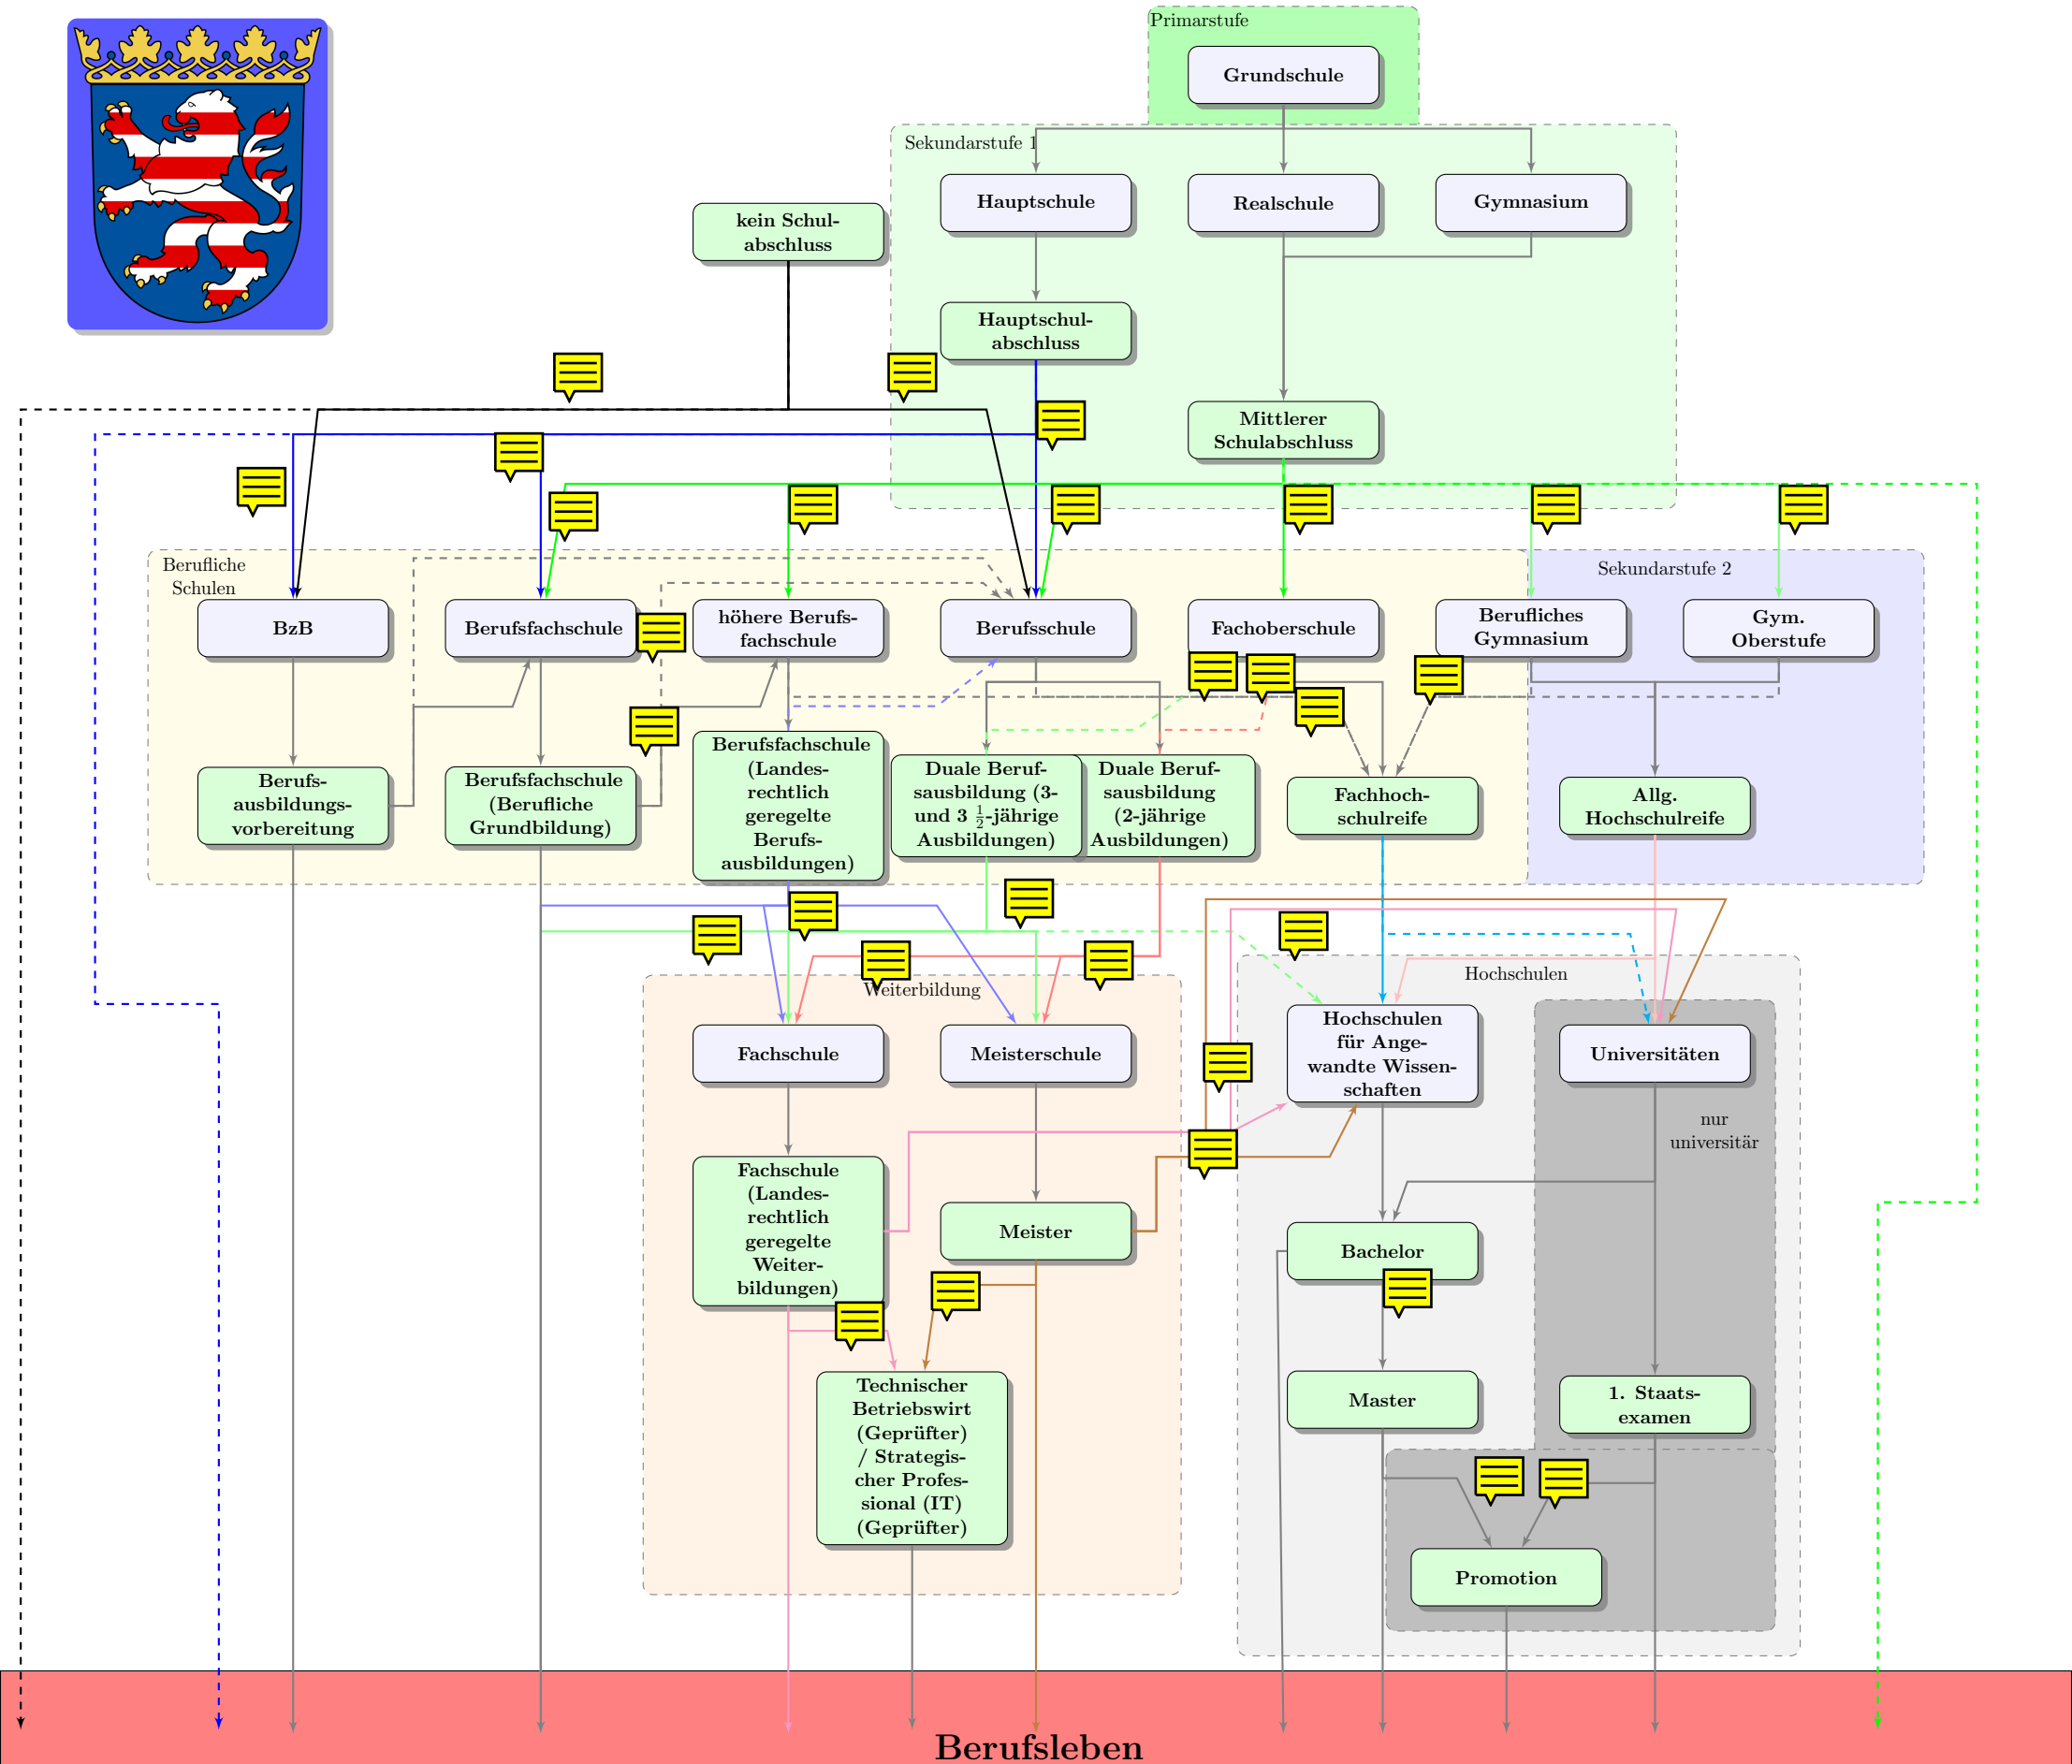 Primarstufe
Grundschule
Sekundarstufe 1
Hauptschule
Realschule
Gymnasium
kein Schul-
abschluss
Hauptschul-
abschluss
Mittlerer
Schulabschluss
Berufliche
Schulen
Sekundarstufe 2
BzB
Berufsfachschule
höhere Berufs-
fachschule
Berufsschule
Fachoberschule
Berufliches
Gymnasium
Gym.
Oberstufe
Berufs-
ausbildungs-
vorbereitung
Berufsfachschule
(Berufliche
Grundbildung)
Berufsfachschule
(Landes-
rechtlich
geregelte
Berufs-
ausbildungen)
Duale Beruf-
sausbildung (3-
und 3 ½-jährige
Ausbildungen)
Duale Beruf-
sausbildung
(2-jährige
Ausbildungen)
Fachhoch-
schulreife
Allg.
Hochschulreife
Weiterbildung
Hochschulen
Fachschule
Meisterschule
Hochschulen
für Ange-
wandte Wissen-
schaften
Universitäten
nur
universitär
Fachschule
(Landes-
rechtlich
geregelte
Weiter-
bildungen)
Meister
Bachelor
Technischer
Betriebswirt
(Geprüfter)
/ Strategis-
cher Profes-
sional (IT)
(Geprüfter)
Master
1. Staats-
examen
Promotion
Berufsleben